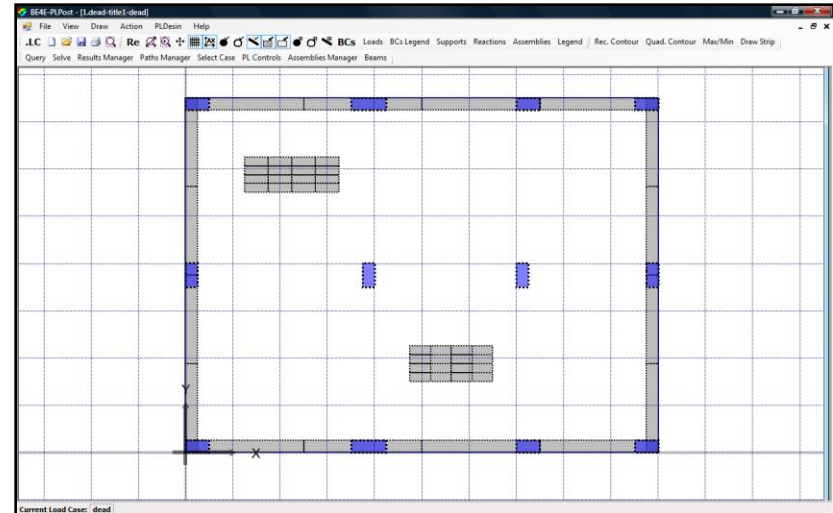 BE4E-PLPost - [1.dead-title1-dead]
File View Draw Action PLDesin Help
.LC Re BCs Loads BCs Legend Supports Reactions Assemblies Legend Rec. Contour Quad. Contour Max/Min Draw Strip
Query Solve Results Manager Paths Manager Select Case PL Controls Assemblies Manager Beams
Y
X
Current Load Case: dead